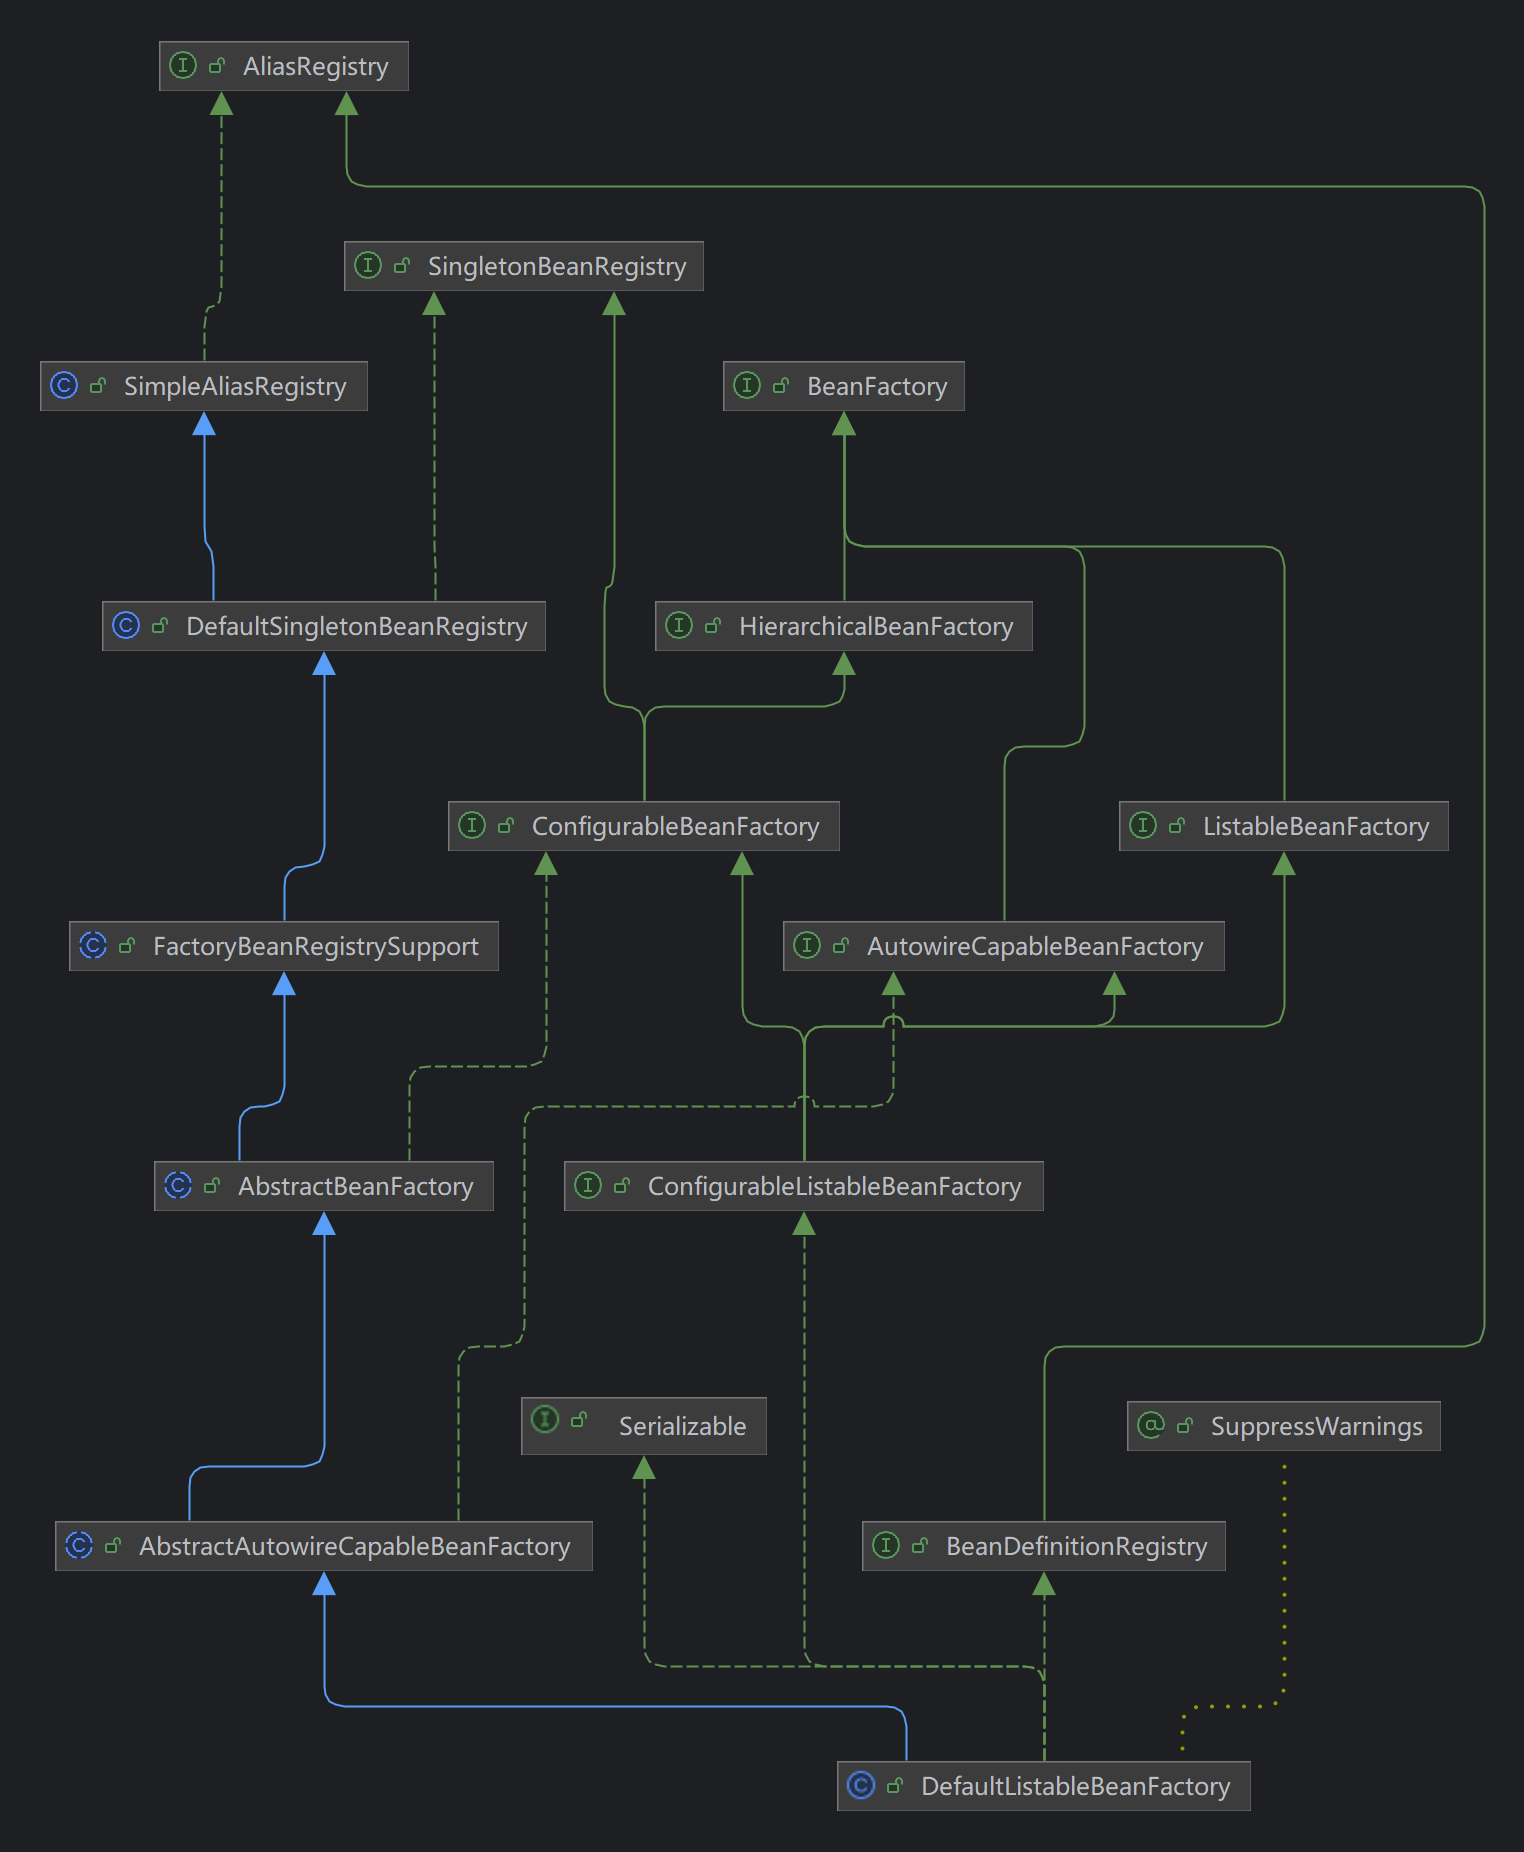 AliasRegistry
SingletonBeanRegistry
SimpleAliasRegistry
BeanFactory
DefaultSingletonBeanRegistry
HierarchicalBeanFactory
ConfigurableBeanFactory
ListableBeanFactory
FactoryBeanRegistrySupport
AutowireCapableBeanFactory
AbstractBeanFactory
ConfigurableListableBeanFactory
Serializable
SuppressWarnings
AbstractAutowireCapableBeanFactory
BeanDefinitionRegistry
DefaultListableBeanFactory